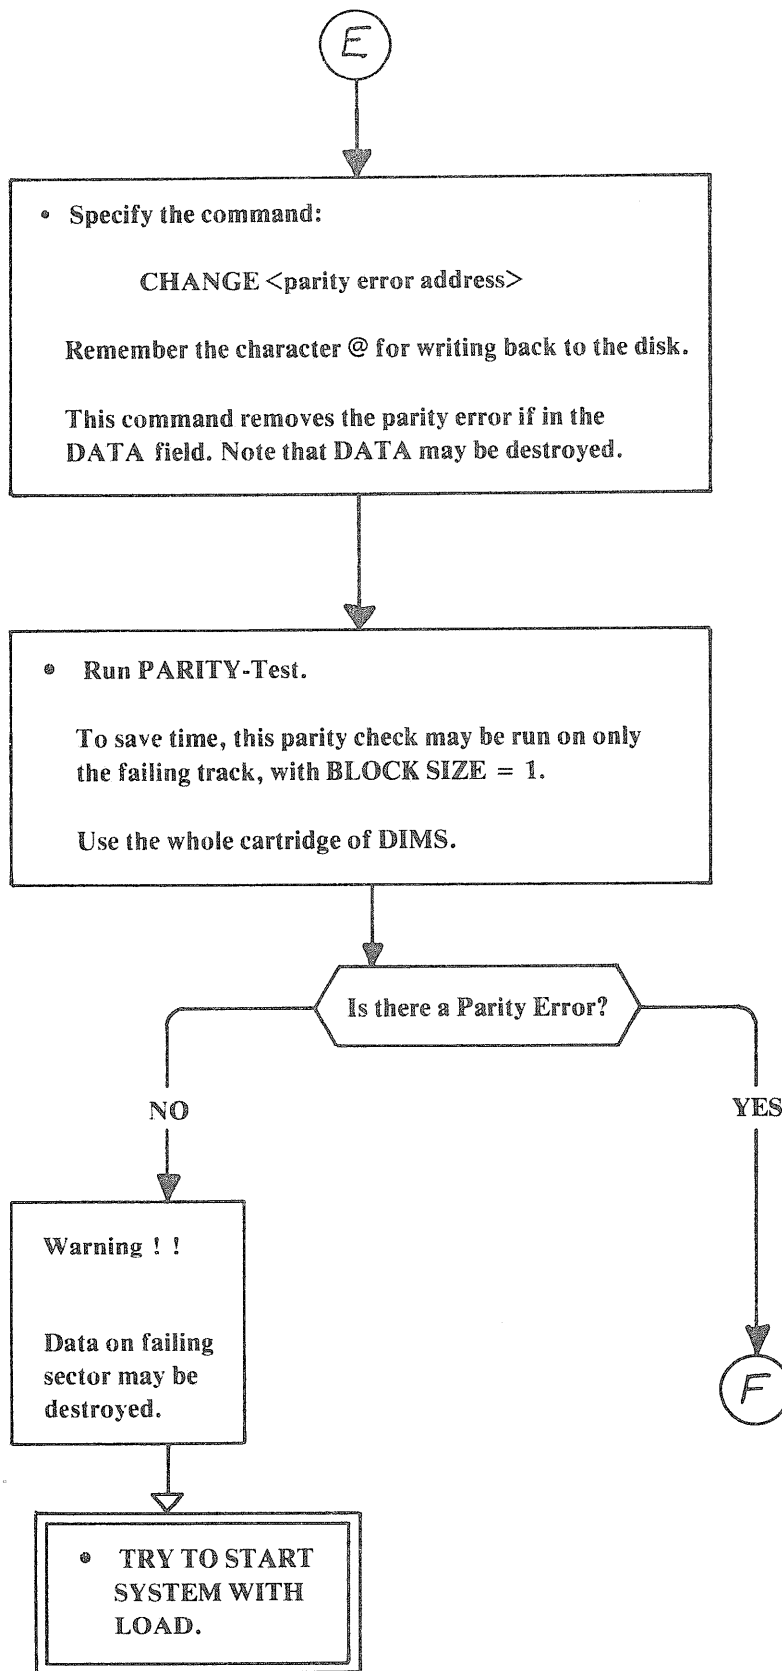 E
• Specify the command:
CHANGE <parity error address>
Remember the character @ for writing back to the disk.
This command removes the parity error if in the
DATA field. Note that DATA may be destroyed.
• Run PARITY-Test.
To save time, this parity check may be run on only
the failing track, with BLOCK SIZE = 1.
Use the whole cartridge of DIMS.
Is there a Parity Error?
NO
YES
Warning ! !
Data on failing
sector may be
destroyed.
F
• TRY TO START
SYSTEM WITH
LOAD.